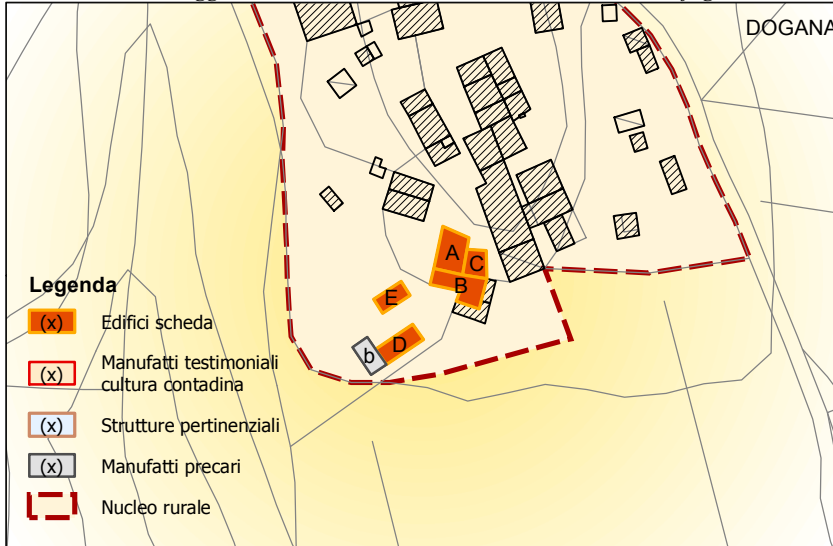 DOGANA
A
C
B
E
D
b
Legenda
(x) Edifici scheda
(x) Manufatti testimoniali
cultura contadina
(x) Strutture pertinenziali
(x) Manufatti precari
Nucleo rurale